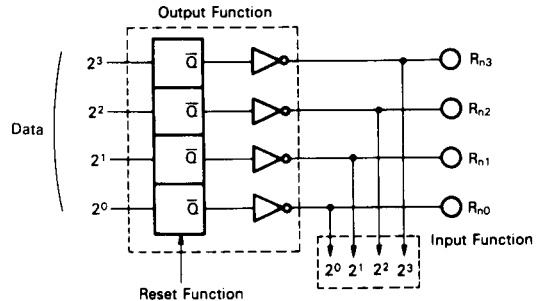 Output Function
2³ Q̅ Rn3
2² Q̅ Rn2
Data
2¹ Q̅ Rn1
2⁰ Q̅ Rn0
Input Function
2⁰ 2¹ 2² 2³
Reset Function